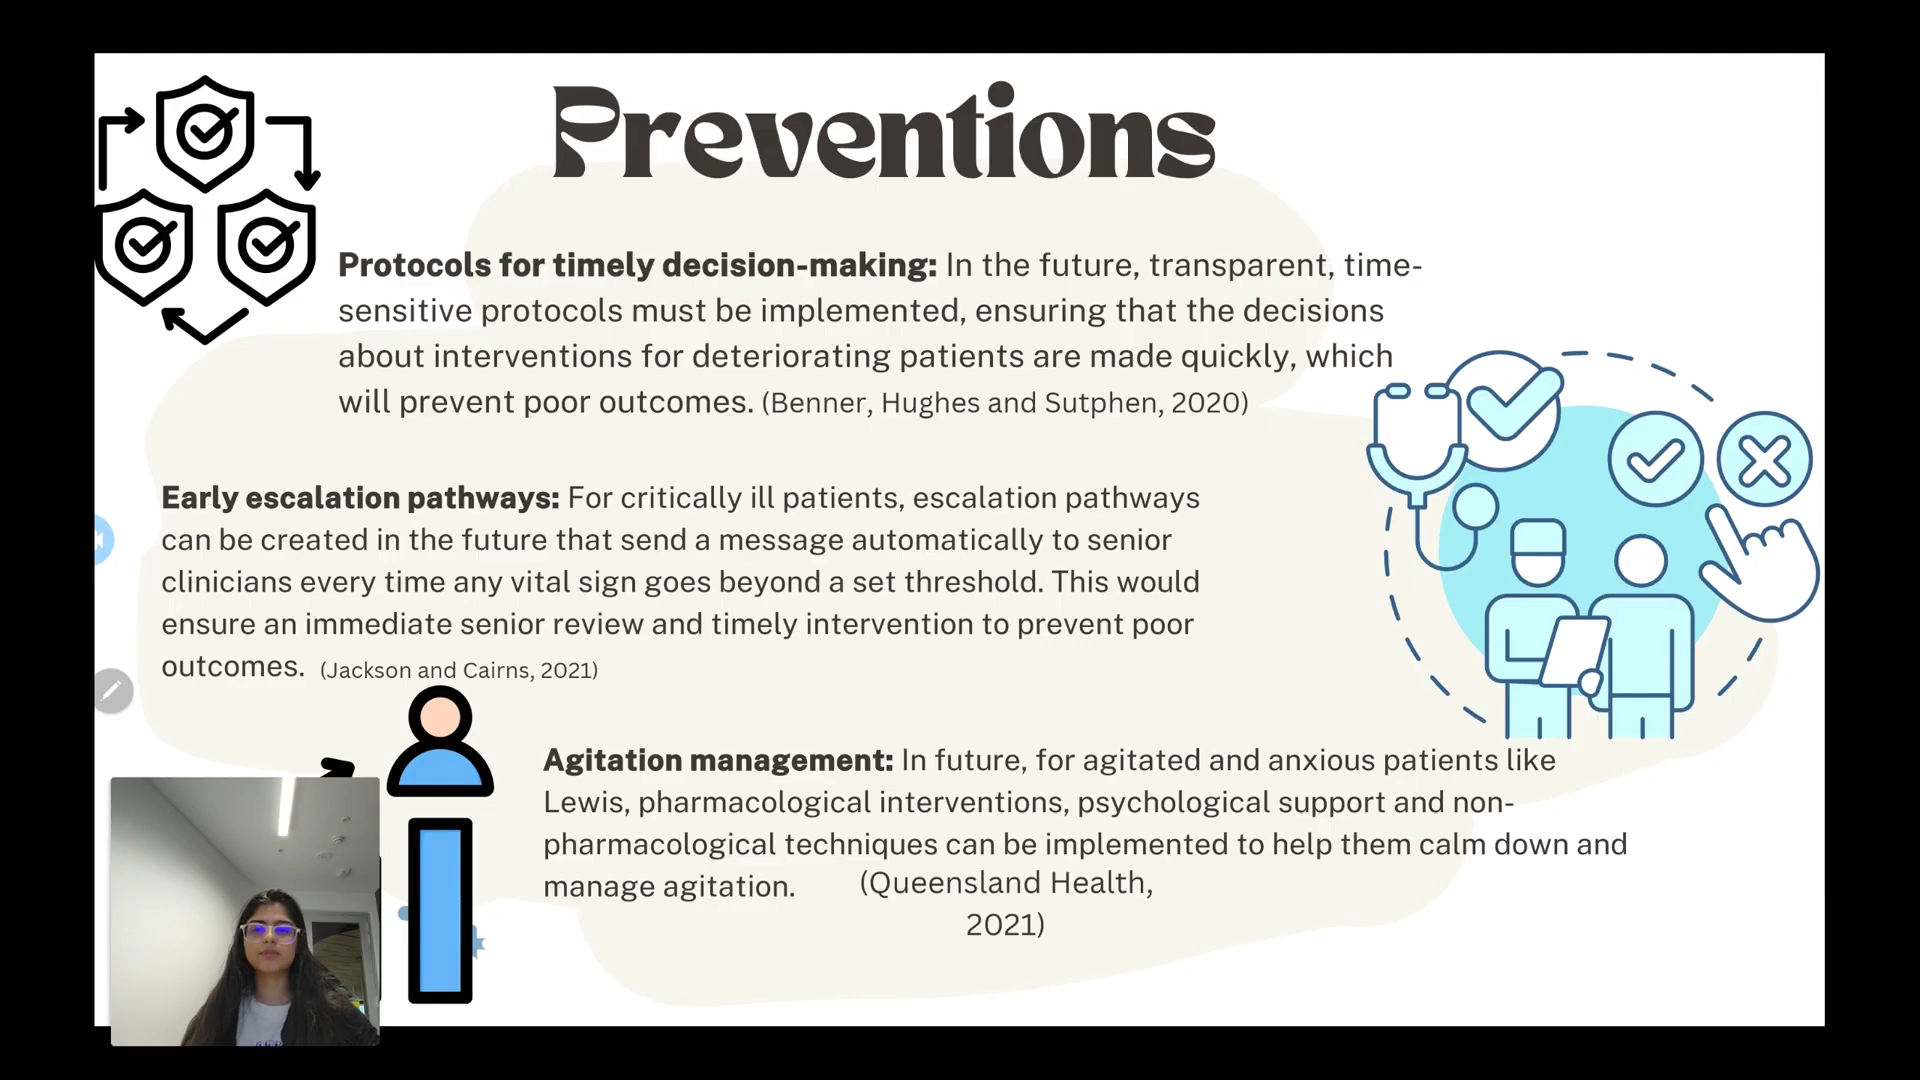 Preventions
Protocols for timely decision-making: In the future, transparent, time-
sensitive protocols must be implemented, ensuring that the decisions
about interventions for deteriorating patients are made quickly, which
will prevent poor outcomes. (Benner, Hughes and Sutphen, 2020)
Early escalation pathways: For critically ill patients, escalation pathways
can be created in the future that send a message automatically to senior
clinicians every time any vital sign goes beyond a set threshold. This would
ensure an immediate senior review and timely intervention to prevent poor
outcomes. (Jackson and Cairns, 2021)
Agitation management: In future, for agitated and anxious patients like
Lewis, pharmacological interventions, psychological support and non-
pharmacological techniques can be implemented to help them calm down and
manage agitation. (Queensland Health,
2021)